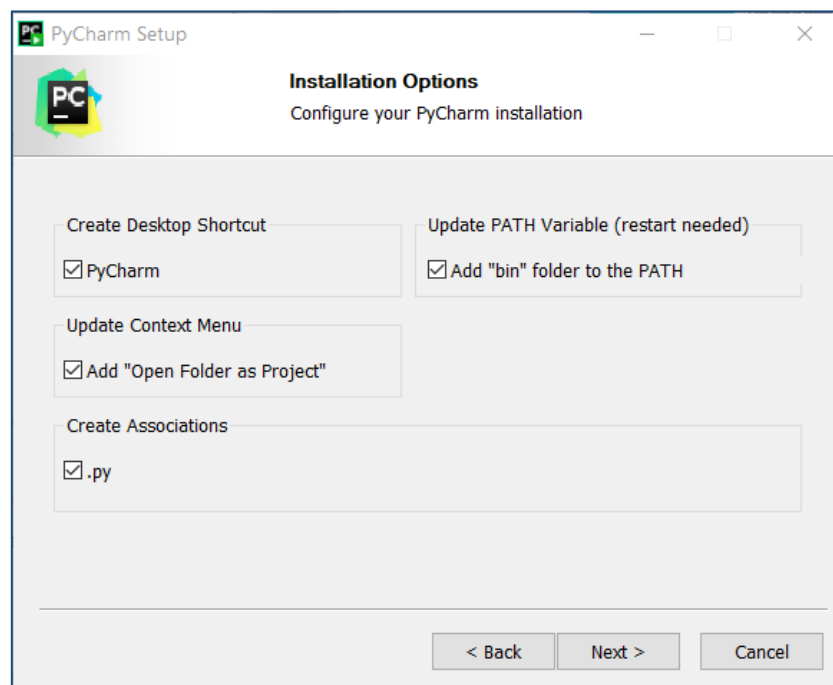 PC PyCharm Setup
PC
Installation Options
Configure your PyCharm installation
Create Desktop Shortcut
PyCharm
Update PATH Variable (restart needed)
Add "bin" folder to the PATH
Update Context Menu
Add "Open Folder as Project"
Create Associations
.py
< Back
Next >
Cancel